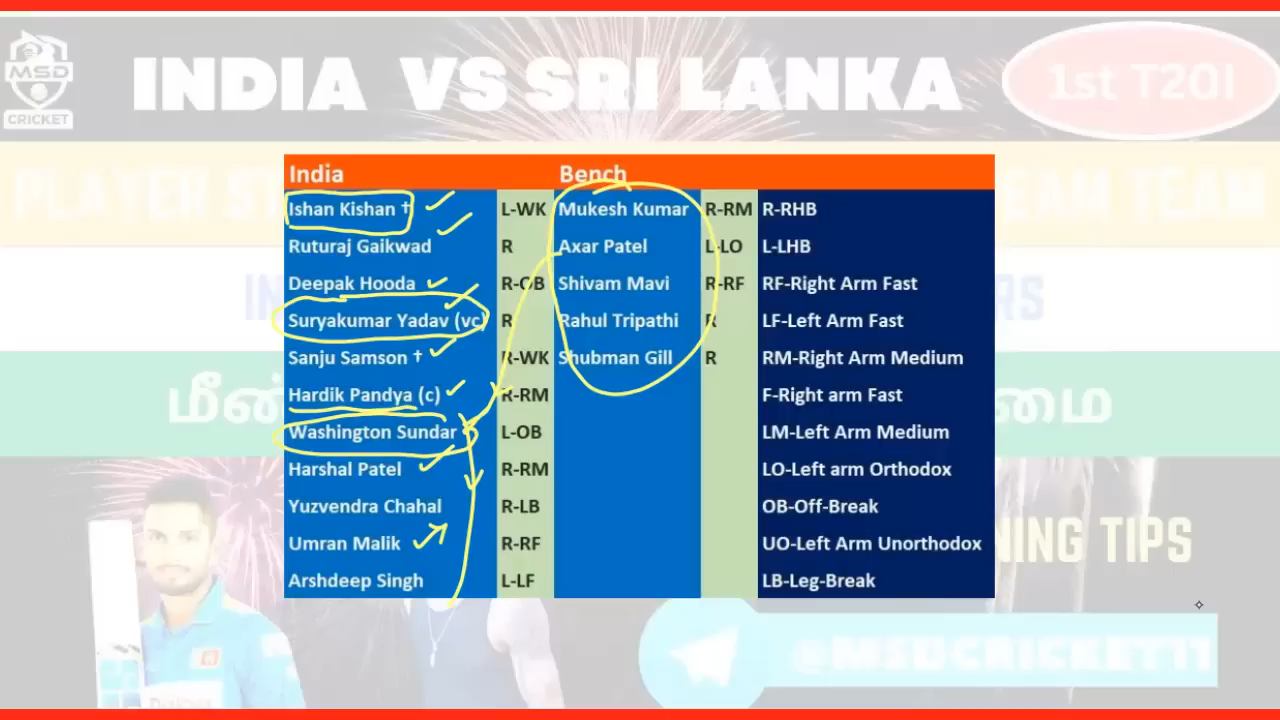 MSD
CRICKET
INDIA VS SRI LANKA
1st T20I
India Bench
Ishan Kishan † L-WK Mukesh Kumar R-RM R-RHB
Ruturaj Gaikwad R Axar Patel L-LO L-LHB
Deepak Hooda R-OB Shivam Mavi R-RF RF-Right Arm Fast
Suryakumar Yadav (vc) R Rahul Tripathi R LF-Left Arm Fast
Sanju Samson † R-WK Shubman Gill R RM-Right Arm Medium
Hardik Pandya (c) R-RM F-Right arm Fast
Washington Sundar L-OB LM-Left Arm Medium
Harshal Patel R-RM LO-Left arm Orthodox
Yuzvendra Chahal R-LB OB-Off-Break
Umran Malik R-RF UO-Left Arm Unorthodox
Arshdeep Singh L-LF LB-Leg-Break
PLAYER TEAM
TIPS
@MSDCRICKET11